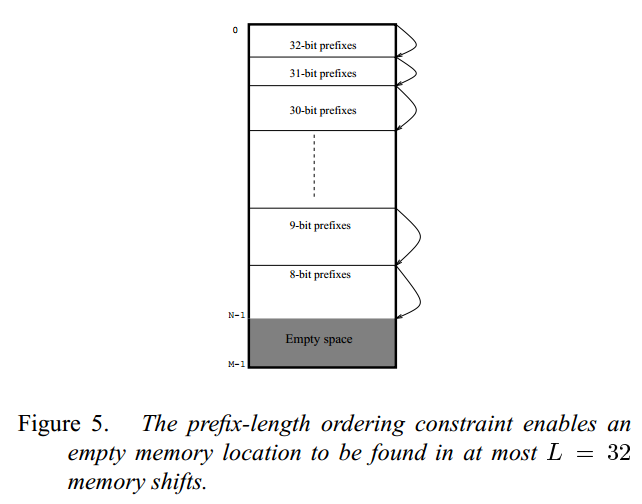 0
32-bit prefixes
31-bit prefixes
30-bit prefixes
9-bit prefixes
8-bit prefixes
N-1
Empty space
M-1
Figure 5. The prefix-length ordering constraint enables an
empty memory location to be found in at most L = 32
memory shifts.